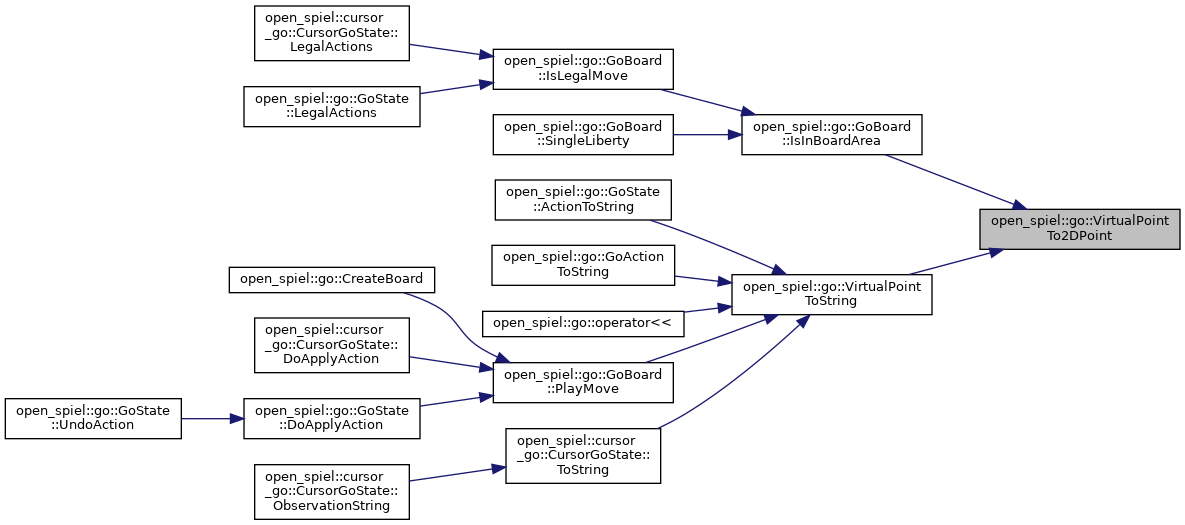 open_spiel::cursor
_go::CursorGoState::
LegalActions
open_spiel::go::GoBoard
::IsLegalMove
open_spiel::go::GoState
::LegalActions
open_spiel::go::GoBoard
::SingleLiberty
open_spiel::go::GoBoard
::IsInBoardArea
open_spiel::go::GoState
::ActionToString
open_spiel::go::VirtualPoint
To2DPoint
open_spiel::go::GoAction
ToString
open_spiel::go::CreateBoard
open_spiel::go::VirtualPoint
ToString
open_spiel::go::operator<<
open_spiel::cursor
_go::CursorGoState::
DoApplyAction
open_spiel::go::GoBoard
::PlayMove
open_spiel::go::GoState
::UndoAction
open_spiel::go::GoState
::DoApplyAction
open_spiel::cursor
_go::CursorGoState::
ToString
open_spiel::cursor
_go::CursorGoState::
ObservationString